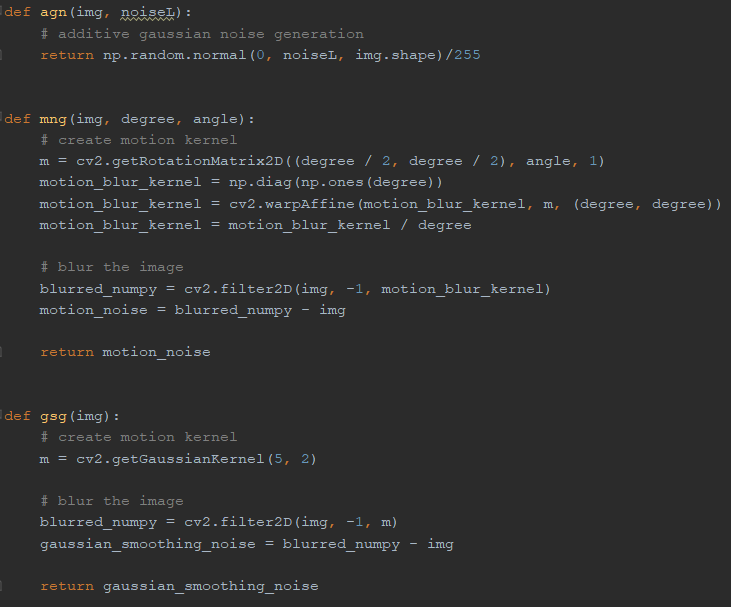 def agn(img, noiseL):
    # additive gaussian noise generation
    return np.random.normal(0, noiseL, img.shape)/255
def mng(img, degree, angle):
    # create motion kernel
    m = cv2.getRotationMatrix2D((degree / 2, degree / 2), angle, 1)
    motion_blur_kernel = np.diag(np.ones(degree))
    motion_blur_kernel = cv2.warpAffine(motion_blur_kernel, m, (degree, degree))
    motion_blur_kernel = motion_blur_kernel / degree
    # blur the image
    blurred_numpy = cv2.filter2D(img, -1, motion_blur_kernel)
    motion_noise = blurred_numpy - img
    return motion_noise
def gsg(img):
    # create motion kernel
    m = cv2.getGaussianKernel(5, 2)
    # blur the image
    blurred_numpy = cv2.filter2D(img, -1, m)
    gaussian_smoothing_noise = blurred_numpy - img
    return gaussian_smoothing_noise